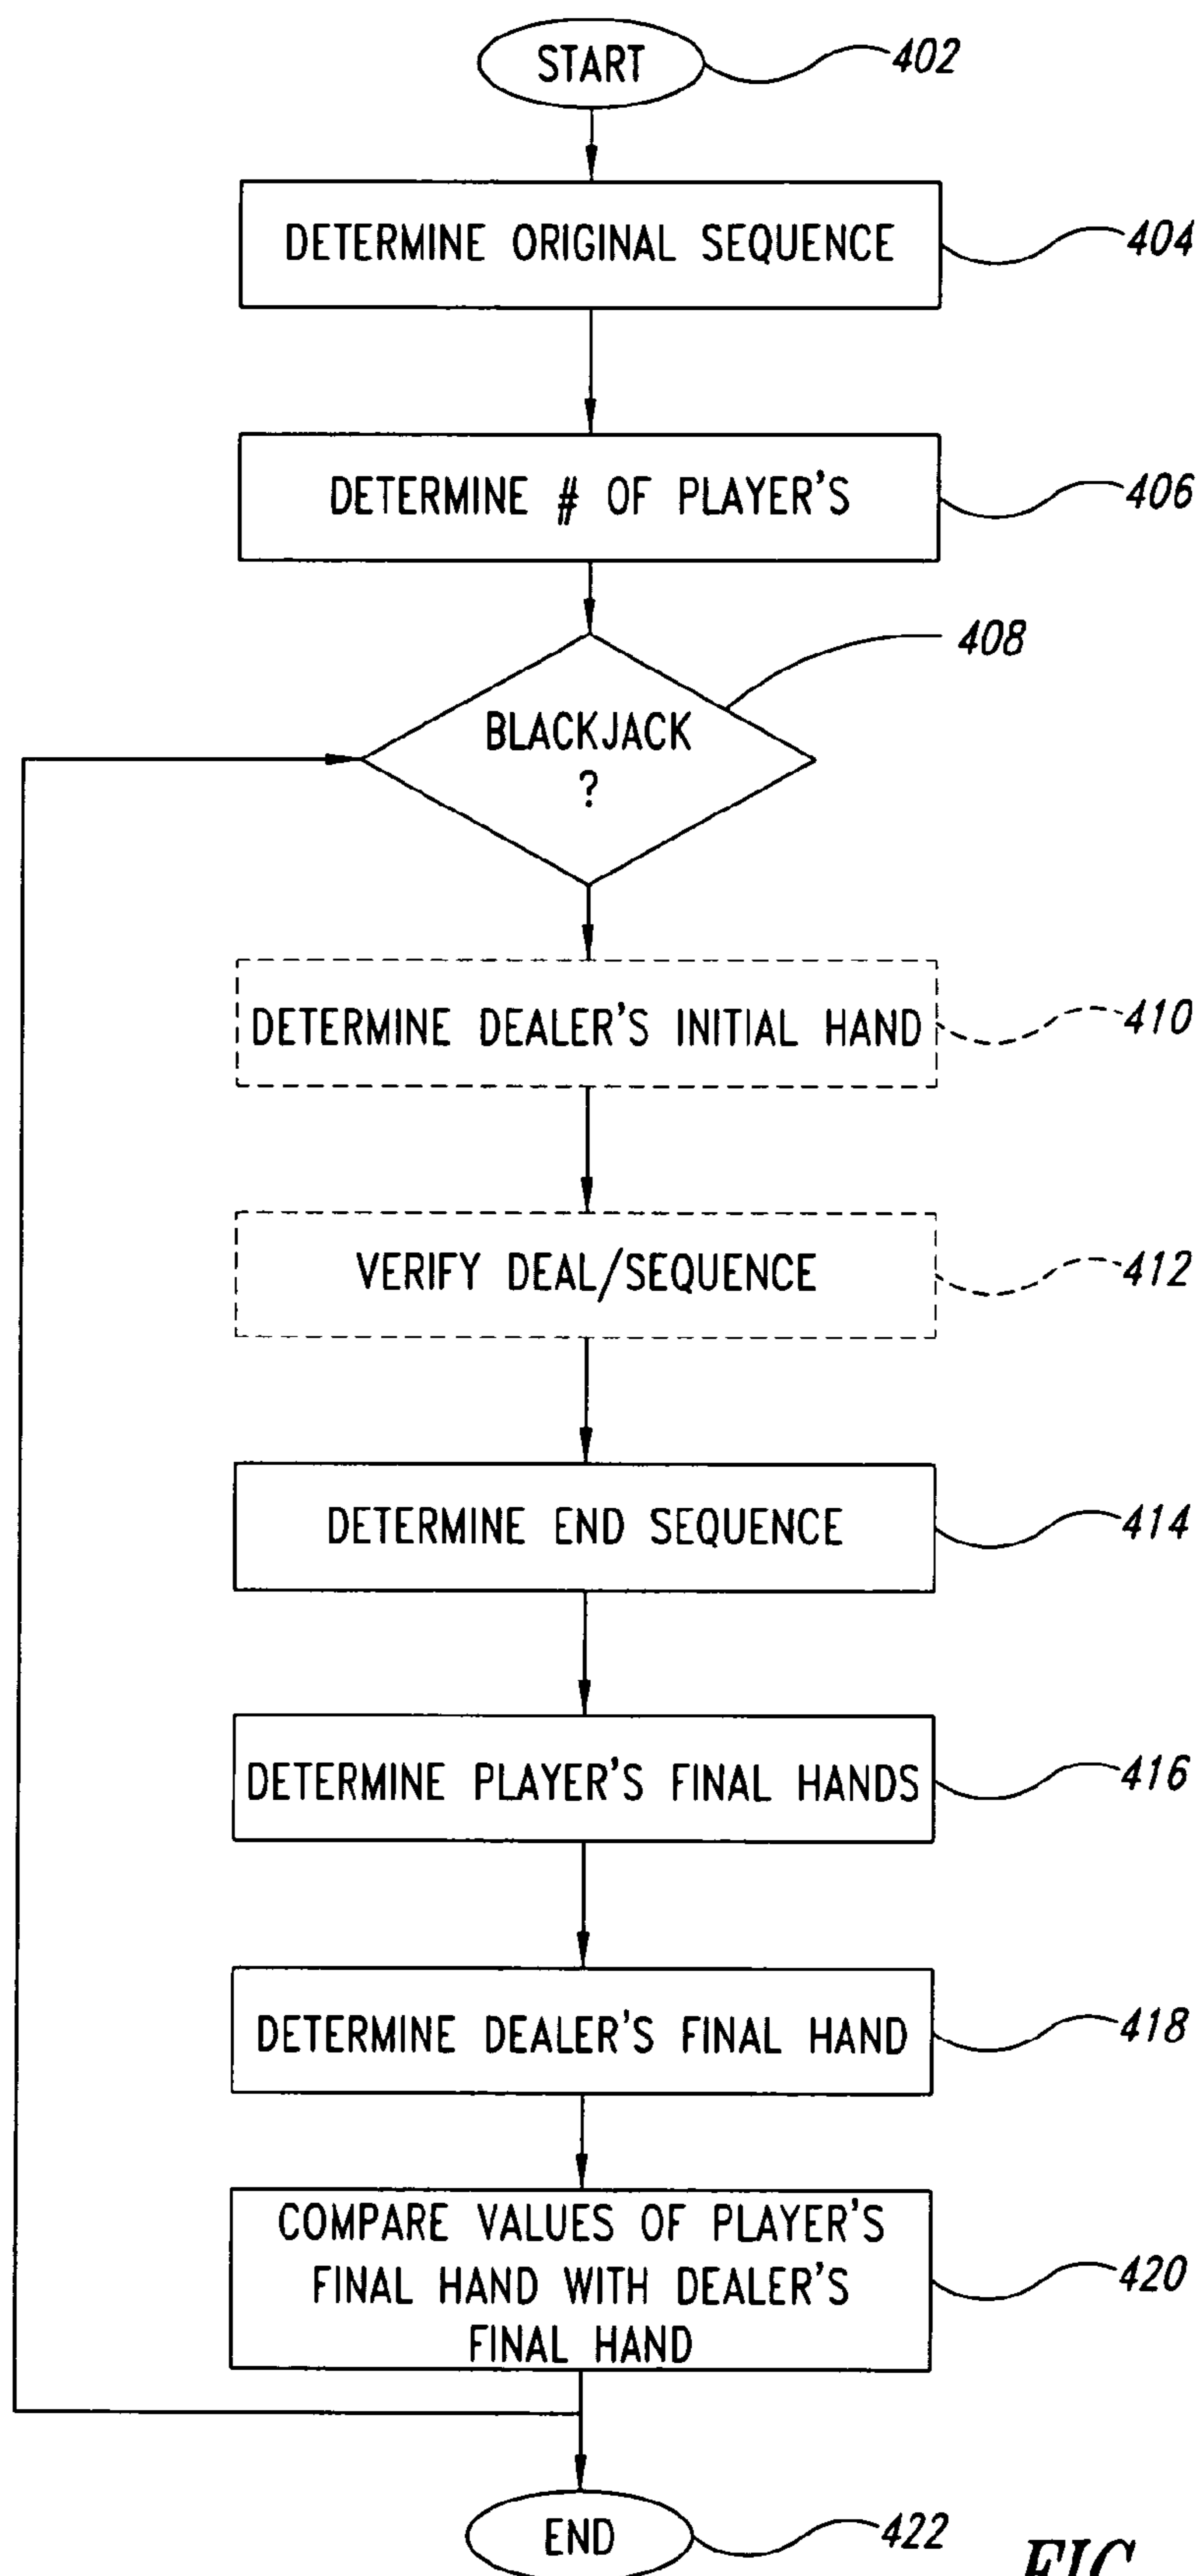 START
402
DETERMINE ORIGINAL SEQUENCE
404
DETERMINE # OF PLAYER'S
406
408
BLACKJACK
?
DETERMINE DEALER'S INITIAL HAND
410
VERIFY DEAL/SEQUENCE
412
DETERMINE END SEQUENCE
414
DETERMINE PLAYER'S FINAL HANDS
416
DETERMINE DEALER'S FINAL HAND
418
COMPARE VALUES OF PLAYER'S
FINAL HAND WITH DEALER'S
FINAL HAND
420
END
422
FIG